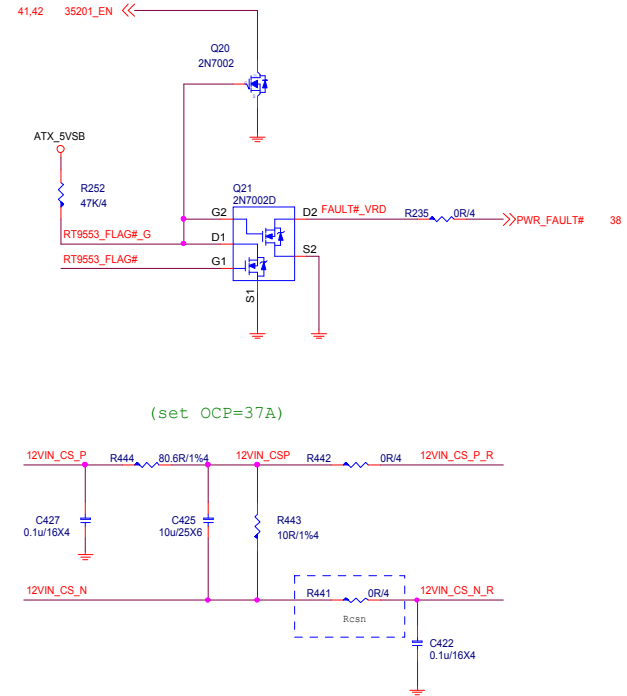 41,42 35201_EN
Q20
2N7002
ATX_5VSB
R252
47K/4
Q21
2N7002D
G2
D2
FAULT#_VRD
R235
0R/4
PWR_FAULT#
38
RT9553_FLAG#_G
D1
S2
RT9553_FLAG#
G1
S1
(set OCP=37A)
12VIN_CS_P
R444
80.6R/1%4
12VIN_CSP
R442
0R/4
12VIN_CS_P_R
C427
0.1u/16X4
C425
10u/25X6
R443
10R/1%4
12VIN_CS_N
R441
0R/4
12VIN_CS_N_R
Rcsn
C422
0.1u/16X4